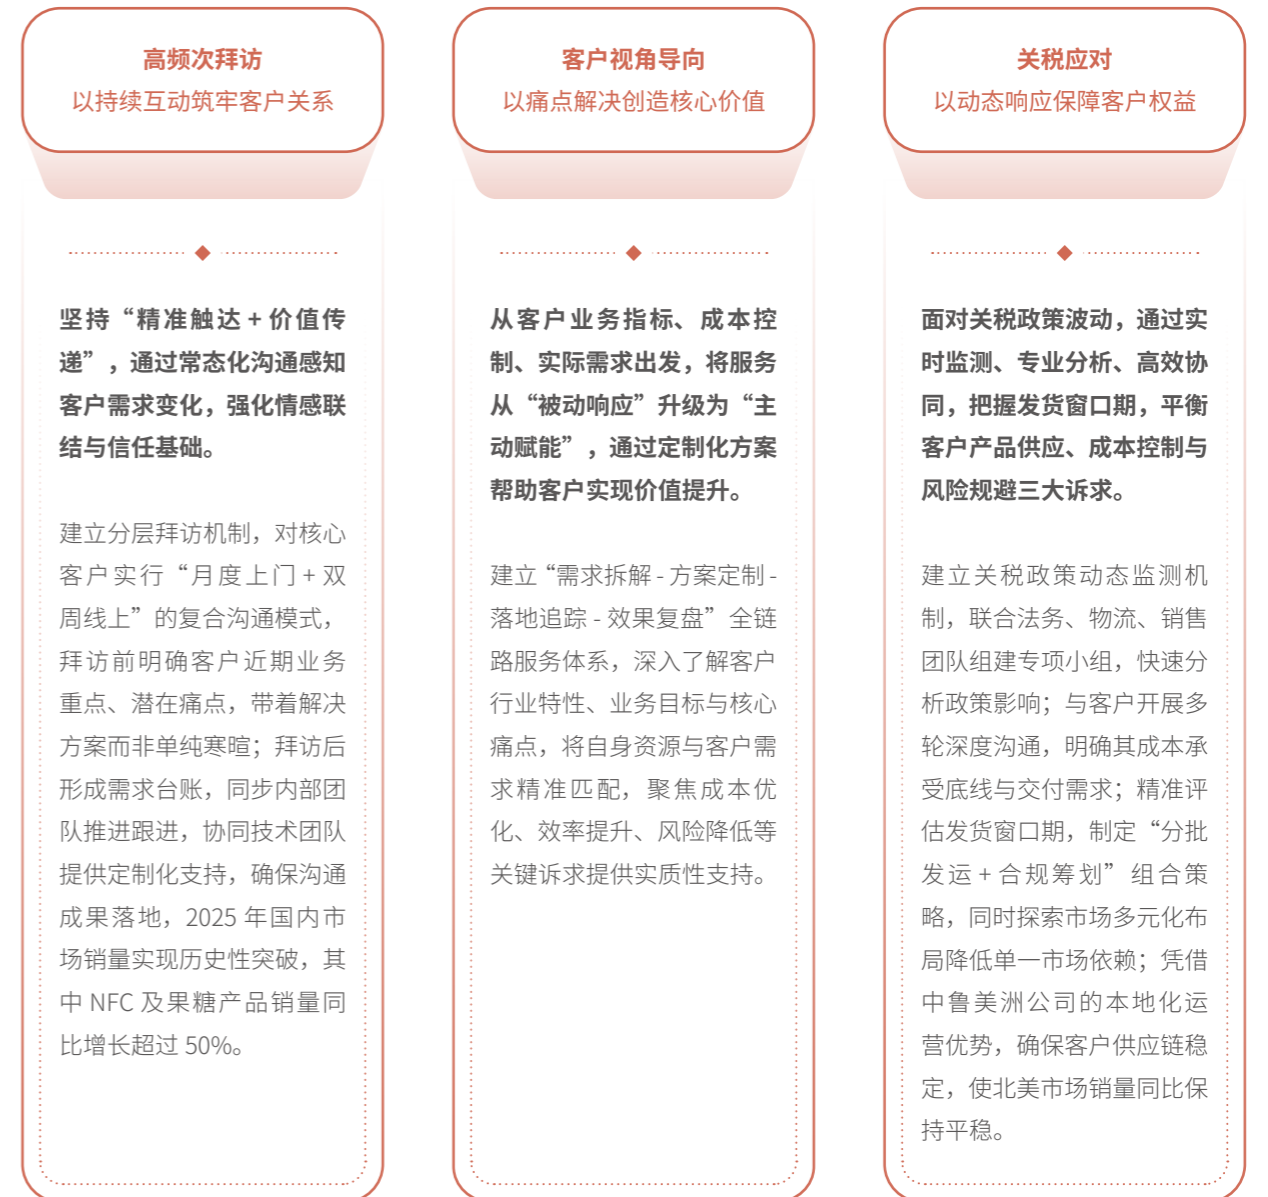 高频次拜访
以持续互动筑牢客户关系
坚持“精准触达 + 价值传
递”，通过常态化沟通感知
客户需求变化，强化情感联
结与信任基础。
建立分层拜访机制，对核心
客户实行“月度上门 + 双
周线上”的复合沟通模式，
拜访前明确客户近期业务
重点、潜在痛点，带着解决
方案而非单纯寒暄；拜访后
形成需求台账，同步内部团
队推进跟进，协同技术团队
提供定制化支持，确保沟通
成果落地，2025 年国内市
场销量实现历史性突破，其
中 NFC 及果糖产品销量同
比增长超过 50%。
客户视角导向
以痛点解决创造核心价值
从客户业务指标、成本控
制、实际需求出发，将服务
从“被动响应”升级为“主
动赋能”，通过定制化方案
帮助客户实现价值提升。
建立“需求拆解 - 方案定制 -
落地追踪 - 效果复盘”全链
路服务体系，深入了解客户
行业特性、业务目标与核心
痛点，将自身资源与客户需
求精准匹配，聚焦成本优
化、效率提升、风险降低等
关键诉求提供实质性支持。
关税应对
以动态响应保障客户权益
面对关税政策波动，通过实
时监测、专业分析、高效协
同，把握发货窗口期，平衡
客户产品供应、成本控制与
风险规避三大诉求。
建立关税政策动态监测机
制，联合法务、物流、销售
团队组建专项小组，快速分
析政策影响；与客户开展多
轮深度沟通，明确其成本承
受底线与交付需求；精准评
估发货窗口期，制定“分批
发运 + 合规筹划”组合策
略，同时探索市场多元化布
局降低单一市场依赖；凭借
中鲁美洲公司的本地化运
营优势，确保客户供应链稳
定，使北美市场销量同比保
持平稳。